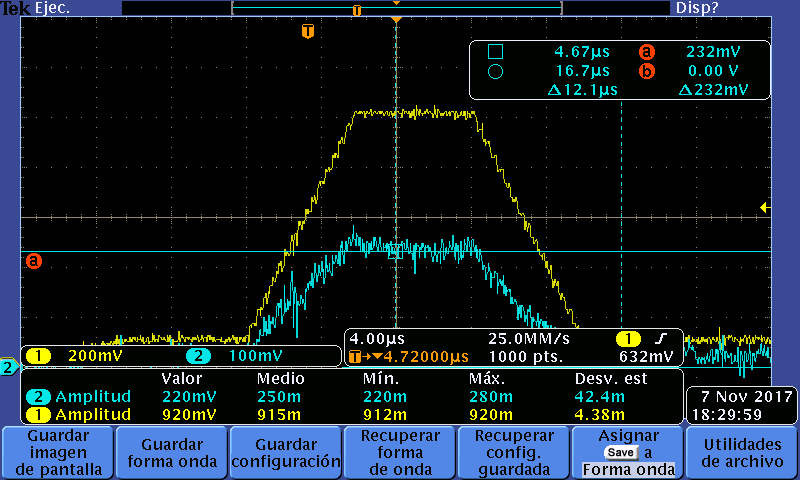 Tek Ejec. Disp?
T
T
4.67µs a 232mV
16.7µs b 0.00 V
Δ12.1µs Δ232mV
a
2
1 200mV 2 100mV
4.00µs 25.0MM/s 1
T→▼4.72000µs 1000 pts. 632mV
Valor Medio Mín. Máx. Desv. est
2 Amplitud 220mV 250m 220m 280m 42.4m
1 Amplitud 920mV 915m 912m 920m 4.38m
7 Nov 2017
18:29:59
Guardar
imagen
de pantalla
Guardar
forma onda
Guardar
configuración
Recuperar
forma
de onda
Recuperar
config.
guardada
Asignar
Save a
Forma onda
Utilidades
de archivo